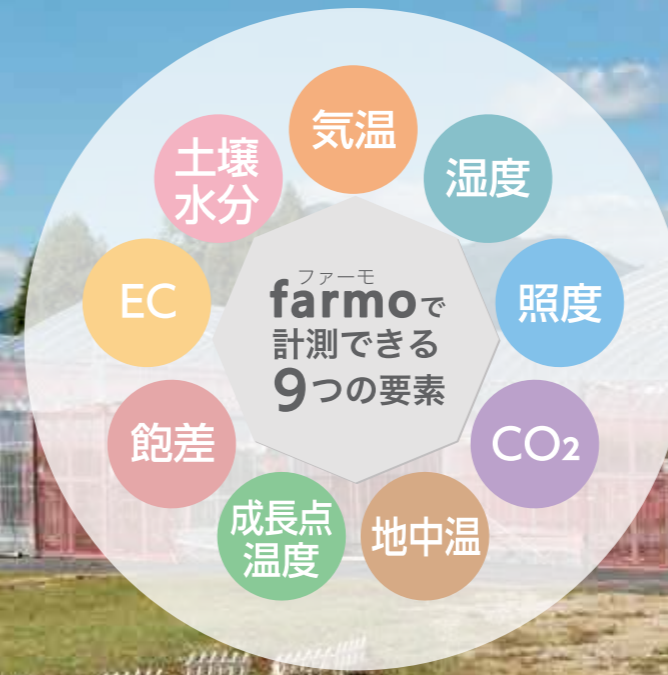 ファーモ
farmoで
計測できる
9つの要素
気温
湿度
照度
CO₂
地中温
成長点
温度
飽差
EC
土壌
水分